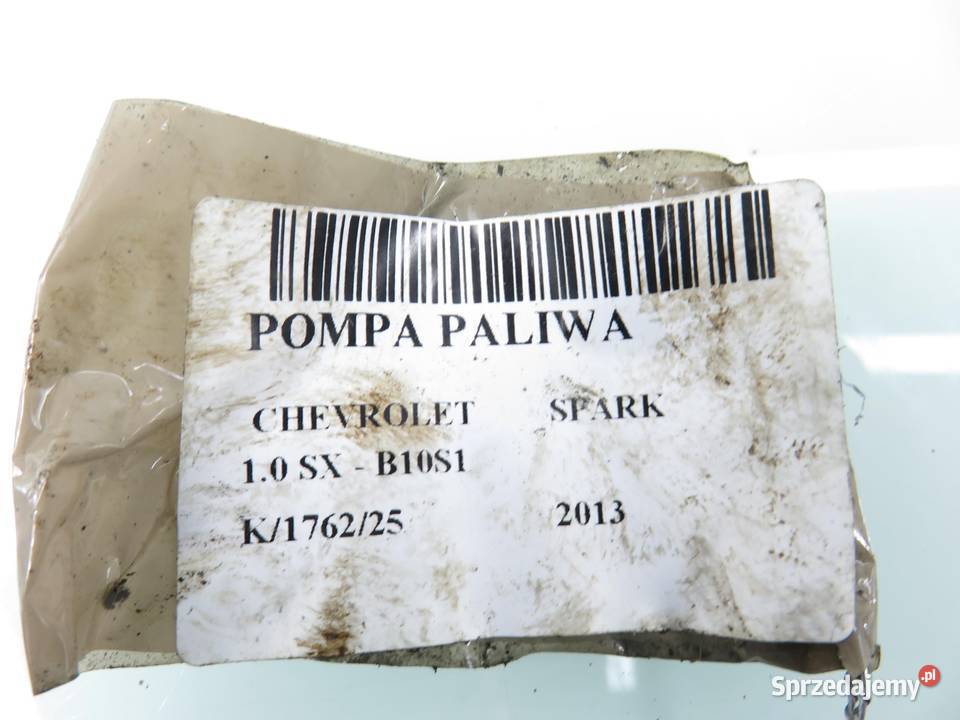 POMPA PALIWA
CHEVROLET SPARK
1.0 SX - B10S1
K/1762/25 2013
Sprzedajemy.pl